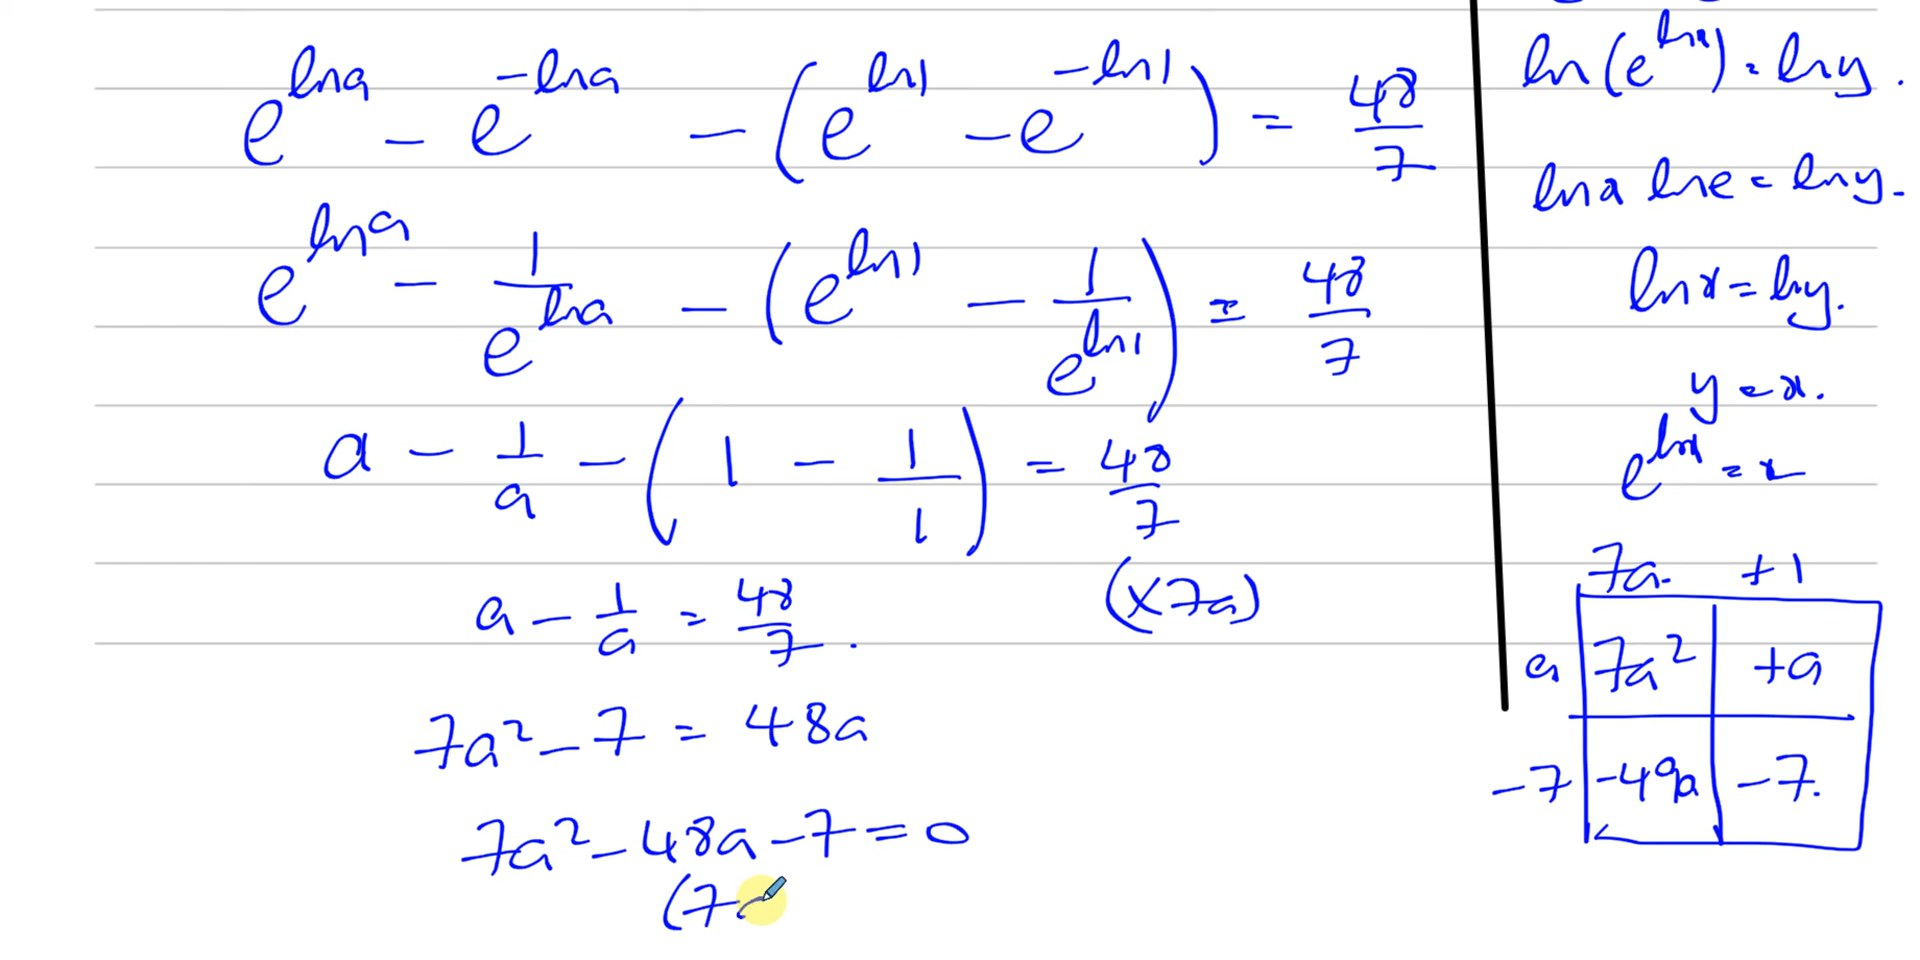 e^{ln a} - e^{-ln a} - (e^{ln 1} - e^{-ln 1}) = 48/7
e^{ln a} - 1/e^{ln a} - (e^{ln 1} - 1/e^{ln 1}) = 48/7
a - 1/a - (1 - 1/1) = 48/7
a - 1/a = 48/7. (×7a)
7a² - 7 = 48a
7a² - 48a - 7 = 0
(7
ln(e^{ln x}) = ln y.
ln x ln e = ln y.
ln x = ln y.
y = x.
e^{ln x} = x
7a +1
a 7a² +a
-7 -49a -7.